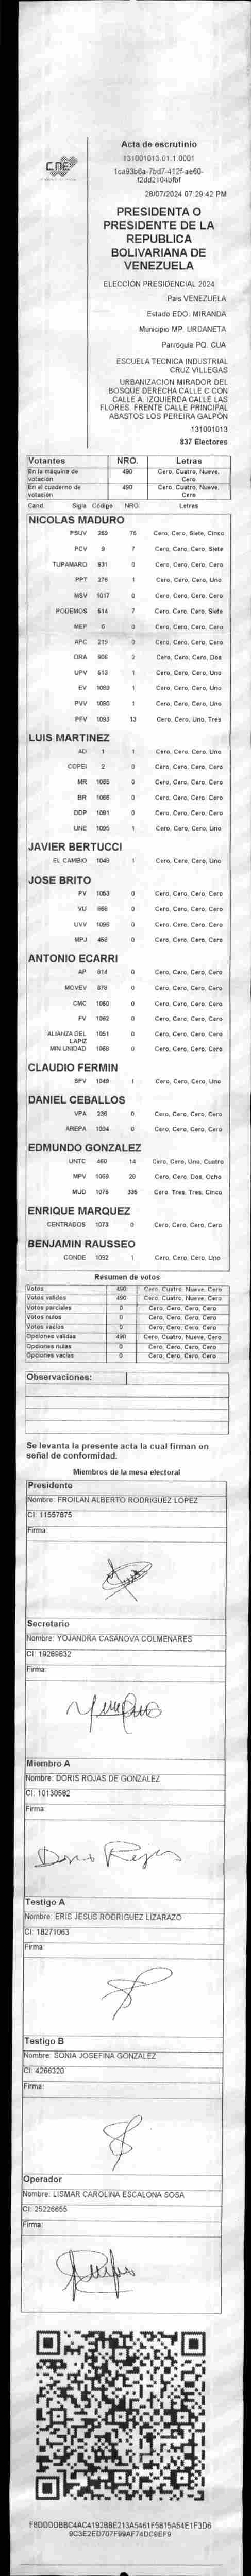 CNE
Acta de escrutinio
131001013.01.1.0001
1ca93b6a-7bd7-412f-ae60-
f2dd2104bfbf
28/07/2024 07:29:42 PM
PRESIDENTA O
PRESIDENTE DE LA
REPUBLICA
BOLIVARIANA DE
VENEZUELA
ELECCIÓN PRESIDENCIAL 2024
Pais VENEZUELA
Estado EDO. MIRANDA
Municipio MP. URDANETA
Parroquia PQ. CUA
ESCUELA TECNICA INDUSTRIAL
CRUZ VILLEGAS
URBANIZACION MIRADOR DEL
BOSQUE DERECHA CALLE C CON
CALLE A. IZQUIERDA CALLE LAS
FLORES. FRENTE CALLE PRINCIPAL
ABASTOS LOS PEREIRA GALPÓN
131001013
837 Electores
Votantes NRO. Letras
En la máquina de votación 490 Cero, Cuatro, Nueve, Cero
En el cuaderno de votación 490 Cero, Cuatro, Nueve, Cero
Cand. Sigla Código NRO. Letras
NICOLAS MADURO
PSUV 269 75 Cero, Cero, Siete, Cinco
PCV 9 7 Cero, Cero, Cero, Siete
TUPAMARO 931 0 Cero, Cero, Cero, Cero
PPT 276 1 Cero, Cero, Cero, Uno
MSV 1017 0 Cero, Cero, Cero, Cero
PODEMOS 514 7 Cero, Cero, Cero, Siete
MEP 6 0 Cero, Cero, Cero, Cero
APC 219 0 Cero, Cero, Cero, Cero
ORA 906 2 Cero, Cero, Cero, Dos
UPV 613 1 Cero, Cero, Cero, Uno
EV 1069 1 Cero, Cero, Cero, Uno
PVV 1090 1 Cero, Cero, Cero, Uno
PFV 1093 13 Cero, Cero, Uno, Tres
LUIS MARTINEZ
AD 1 1 Cero, Cero, Cero, Uno
COPEI 2 0 Cero, Cero, Cero, Cero
MR 1065 0 Cero, Cero, Cero, Cero
BR 1066 0 Cero, Cero, Cero, Cero
DDP 1091 0 Cero, Cero, Cero, Cero
UNE 1095 1 Cero, Cero, Cero, Uno
JAVIER BERTUCCI
EL CAMBIO 1048 1 Cero, Cero, Cero, Uno
JOSE BRITO
PV 1053 0 Cero, Cero, Cero, Cero
VU 868 0 Cero, Cero, Cero, Cero
UVV 1096 0 Cero, Cero, Cero, Cero
MPJ 468 0 Cero, Cero, Cero, Cero
ANTONIO ECARRI
AP 814 0 Cero, Cero, Cero, Cero
MOVEV 878 0 Cero, Cero, Cero, Cero
CMC 1060 0 Cero, Cero, Cero, Cero
FV 1062 0 Cero, Cero, Cero, Cero
ALIANZA DEL LAPIZ 1051 0 Cero, Cero, Cero, Cero
MIN UNIDAD 1068 0 Cero, Cero, Cero, Cero
CLAUDIO FERMIN
SPV 1049 1 Cero, Cero, Cero, Uno
DANIEL CEBALLOS
VPA 236 0 Cero, Cero, Cero, Cero
AREPA 1094 0 Cero, Cero, Cero, Cero
EDMUNDO GONZALEZ
UNTC 460 14 Cero, Cero, Uno, Cuatro
MPV 1069 28 Cero, Cero, Dos, Ocho
MUD 1075 335 Cero, Tres, Tres, Cinco
ENRIQUE MARQUEZ
CENTRADOS 1073 0 Cero, Cero, Cero, Cero
BENJAMIN RAUSSEO
CONDE 1092 1 Cero, Cero, Cero, Uno
Resumen de votos
Votos 490 Cero, Cuatro, Nueve, Cero
Votos validos 490 Cero, Cuatro, Nueve, Cero
Votos parciales 0 Cero, Cero, Cero, Cero
Votos nulos 0 Cero, Cero, Cero, Cero
Votos vacios 0 Cero, Cero, Cero, Cero
Opciones validas 490 Cero, Cuatro, Nueve, Cero
Opciones nulas 0 Cero, Cero, Cero, Cero
Opciones vacias 0 Cero, Cero, Cero, Cero
Observaciones:
Se levanta la presente acta la cual firman en
señal de conformidad.
Miembros de la mesa electoral
Presidente
Nombre: FROILAN ALBERTO RODRIGUEZ LOPEZ
CI: 11557875
Firma:
Secretario
Nombre: YOJANDRA CASANOVA COLMENARES
CI: 19289832
Firma:
Miembro A
Nombre: DORIS ROJAS DE GONZALEZ
CI: 10130582
Firma:
Doris Rojas
Testigo A
Nombre: ERIS JESUS RODRIGUEZ LIZARAZO
CI: 18271063
Firma:
Testigo B
Nombre: SONIA JOSEFINA GONZALEZ
CI: 4266320
Firma:
Operador
Nombre: LISMAR CAROLINA ESCALONA SOSA
CI: 25226655
Firma:
F8DDDDBBC4AC4192B8E213A5461F5815A54E1F3D6
9C3E2ED707F99AF74DC9EF9